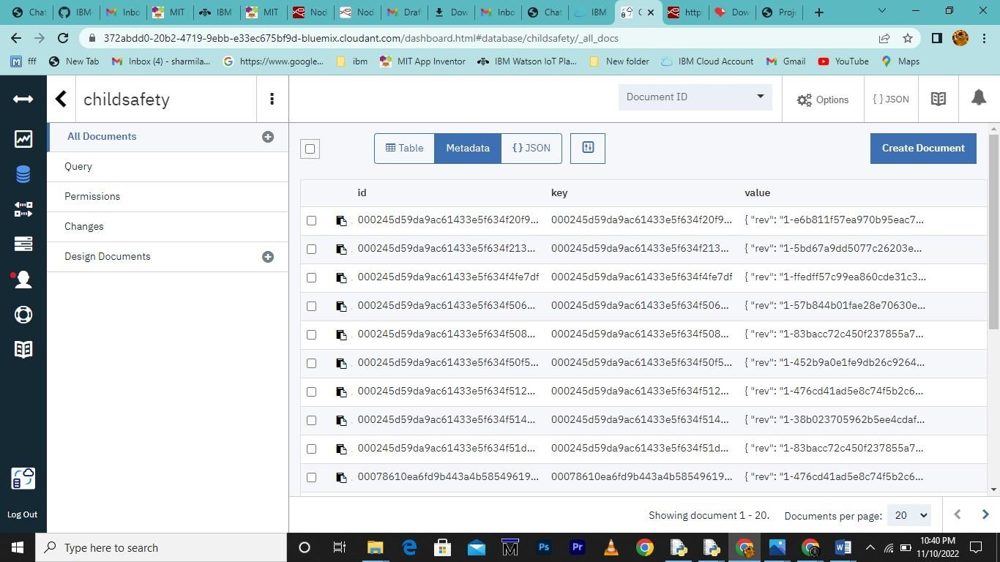 Chat
IBM-
Inbo
MIT
IBM
MIT
Nod
Nod
Draf
Dow
Inbo
Chat
IBM
C
http:
Dow
Proje
372abdd0-20b2-4719-9ebb-e33ec675bf9d-bluemix.cloudant.com/dashboard.html#database/childsafety/_all_docs
fff
New Tab
Inbox (4) - sharmila...
https://www.google...
ibm
MIT App Inventor
IBM Watson IoT Pla...
New folder
IBM Cloud Account
Gmail
YouTube
Maps
childsafety
Document ID
Options
{ } JSON
All Documents
Query
Permissions
Changes
Design Documents
Log Out
Table
Metadata
{ } JSON
Create Document
id key value
000245d59da9ac61433e5f634f20f9... 000245d59da9ac61433e5f634f20f9... { "rev": "1-e6b811f57ea970b95eac7...
000245d59da9ac61433e5f634f213... 000245d59da9ac61433e5f634f213... { "rev": "1-5bd67a9dd5077c26203e...
000245d59da9ac61433e5f634f4fe7df 000245d59da9ac61433e5f634f4fe7df { "rev": "1-ffedff57c99ea860cde31c3...
000245d59da9ac61433e5f634f506... 000245d59da9ac61433e5f634f506... { "rev": "1-57b844b01fae28e70630e...
000245d59da9ac61433e5f634f508... 000245d59da9ac61433e5f634f508... { "rev": "1-83bacc72c450f237855a7...
000245d59da9ac61433e5f634f50f5... 000245d59da9ac61433e5f634f50f5... { "rev": "1-452b9a0e1fe9db26c9264...
000245d59da9ac61433e5f634f512... 000245d59da9ac61433e5f634f512... { "rev": "1-476cd41ad5e8c74f5b2c6...
000245d59da9ac61433e5f634f514... 000245d59da9ac61433e5f634f514... { "rev": "1-38b023705962b5ee4cdaf...
000245d59da9ac61433e5f634f51d... 000245d59da9ac61433e5f634f51d... { "rev": "1-83bacc72c450f237855a7...
00078610ea6fd9b443a4b58549619... 00078610ea6fd9b443a4b58549619... { "rev": "1-476cd41ad5e8c74f5b2c6...
Showing document 1 - 20.
Documents per page: 20
Type here to search
Ps
Pr
10:40 PM
11/10/2022